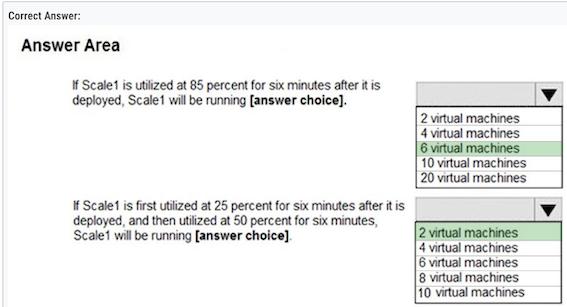 Correct Answer:
Answer Area
If Scale1 is utilized at 85 percent for six minutes after it is
deployed, Scale1 will be running [answer choice].
2 virtual machines
4 virtual machines
6 virtual machines
10 virtual machines
20 virtual machines
If Scale1 is first utilized at 25 percent for six minutes after it is
deployed, and then utilized at 50 percent for six minutes,
Scale1 will be running [answer choice].
2 virtual machines
4 virtual machines
6 virtual machines
8 virtual machines
10 virtual machines